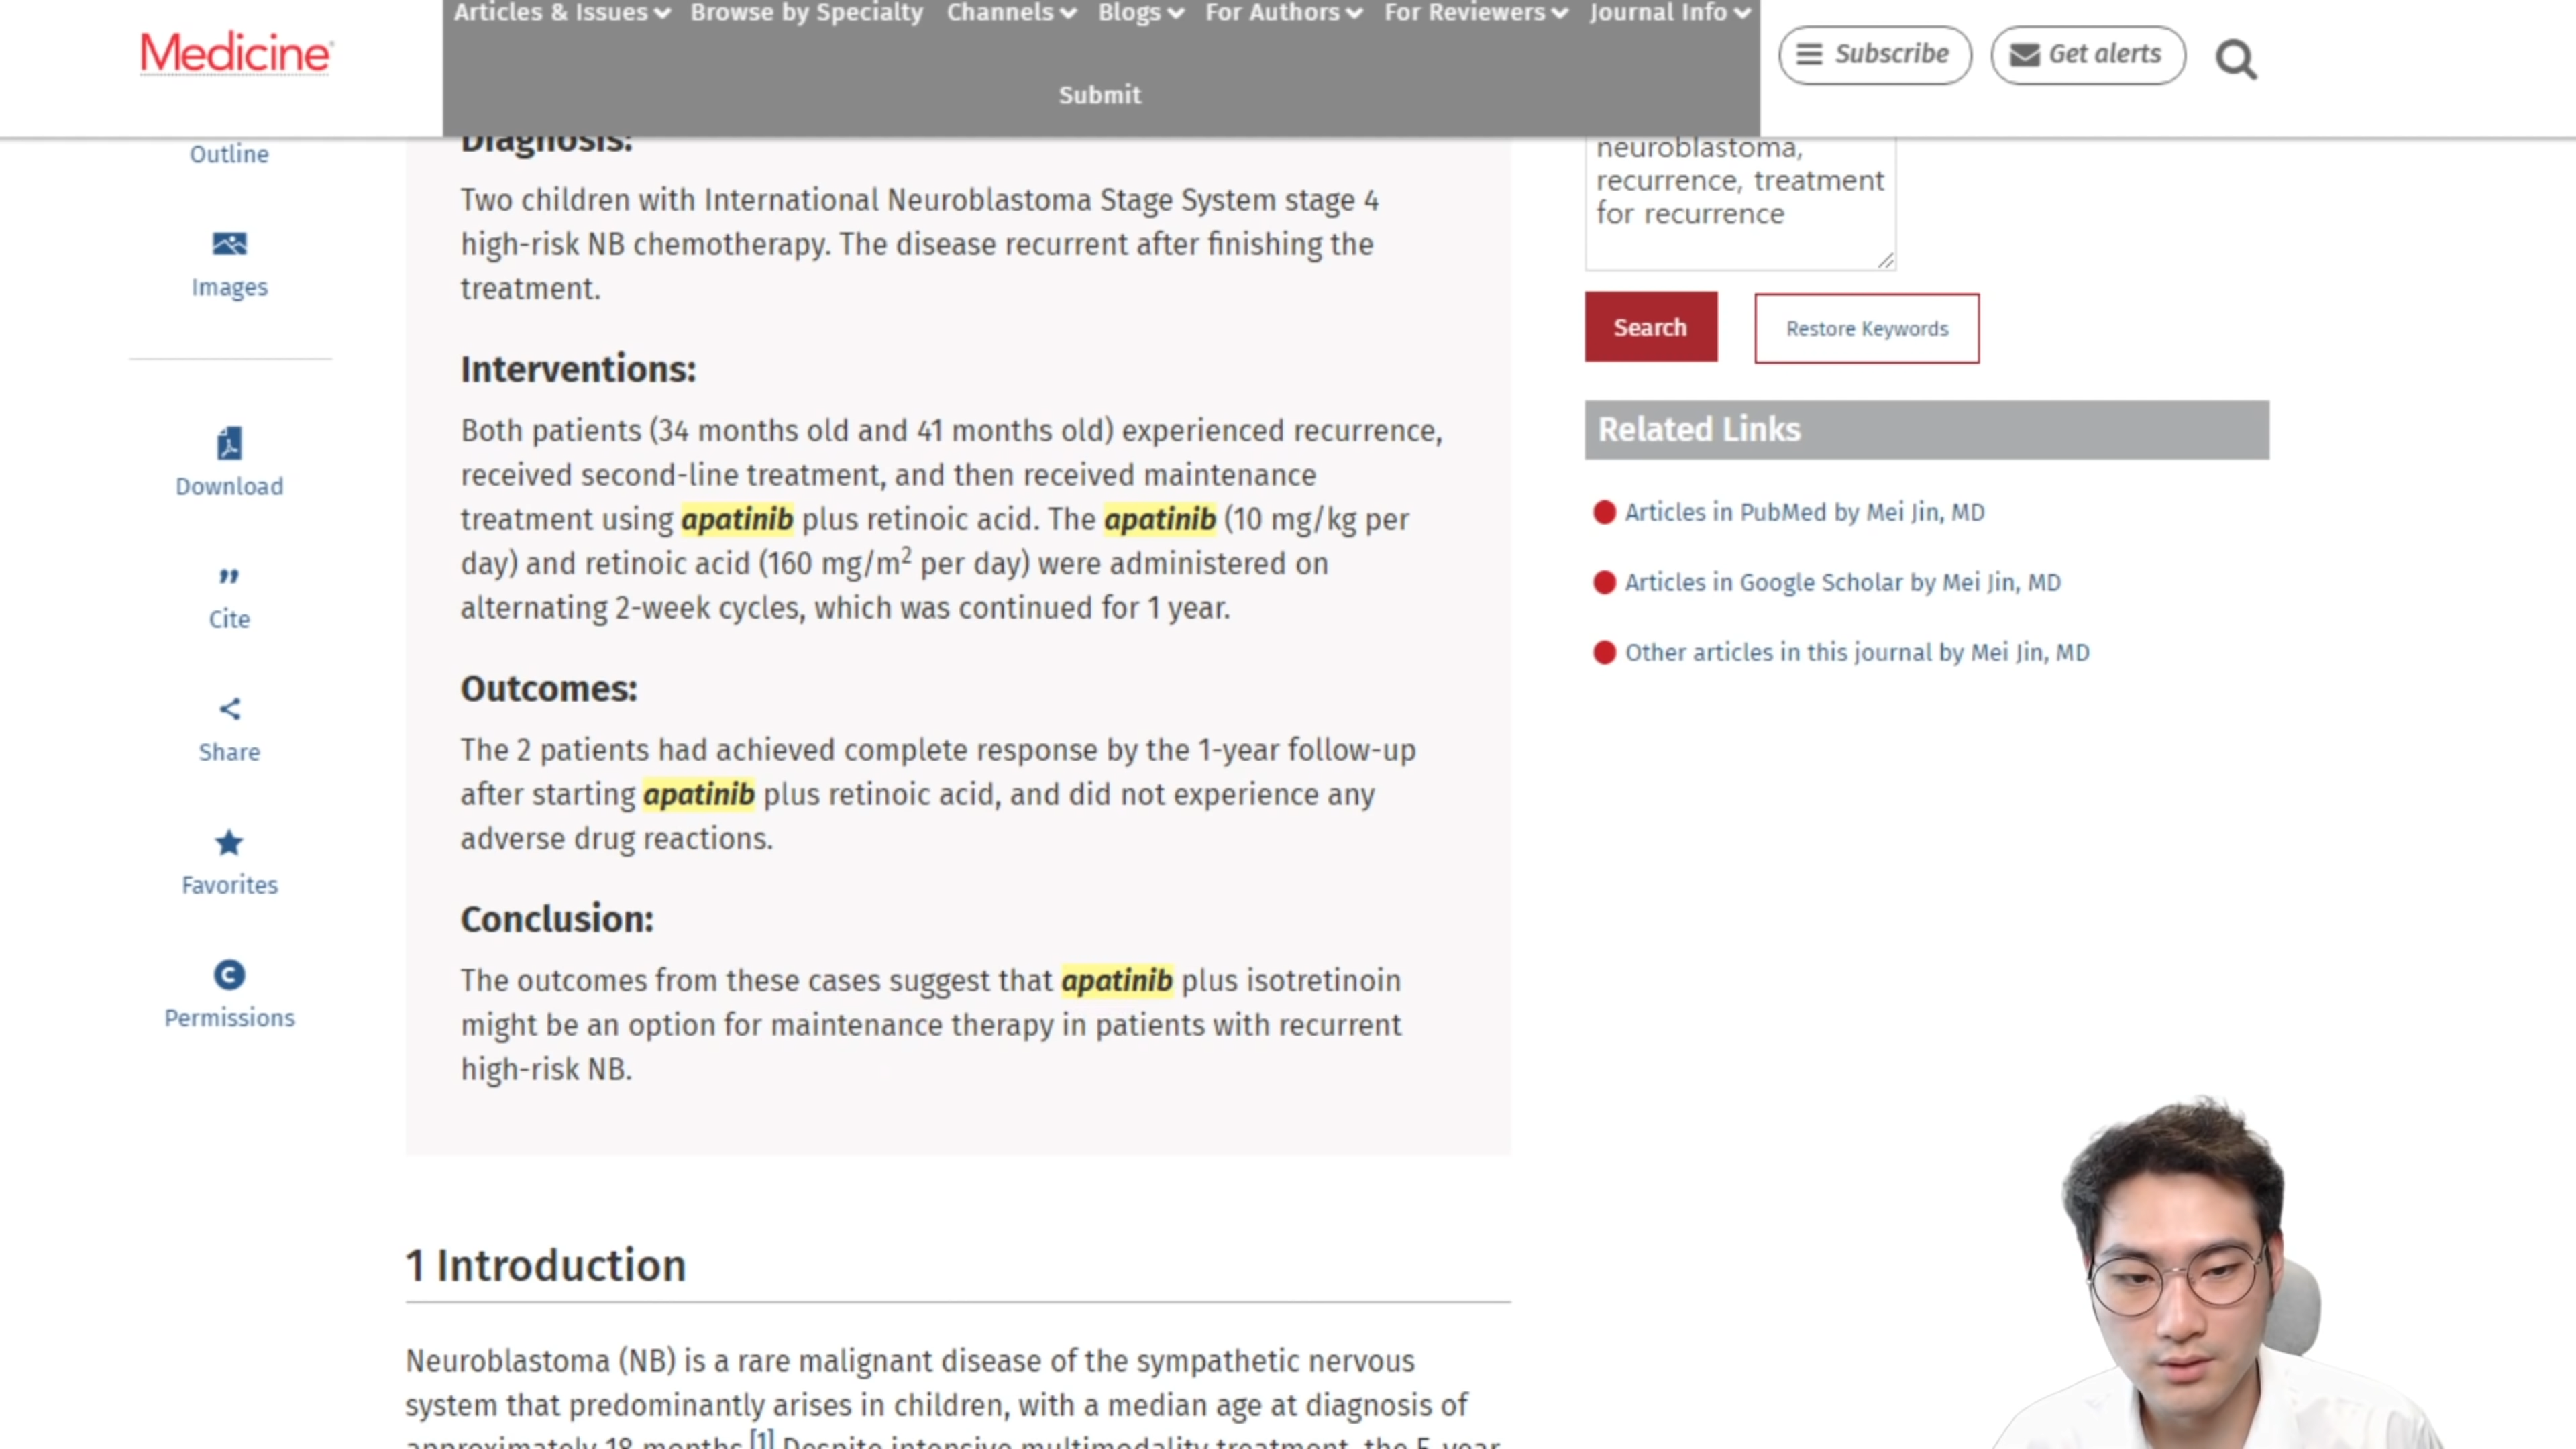 Medicine
Articles & Issues Browse by Specialty Channels Blogs For Authors For Reviewers Journal Info
Submit
Subscribe
Get alerts
Outline
Images
Download
Cite
Share
Favorites
Permissions
Diagnosis:
Two children with International Neuroblastoma Stage System stage 4
high-risk NB chemotherapy. The disease recurrent after finishing the
treatment.
Interventions:
Both patients (34 months old and 41 months old) experienced recurrence,
received second-line treatment, and then received maintenance
treatment using apatinib plus retinoic acid. The apatinib (10 mg/kg per
day) and retinoic acid (160 mg/m² per day) were administered on
alternating 2-week cycles, which was continued for 1 year.
Outcomes:
The 2 patients had achieved complete response by the 1-year follow-up
after starting apatinib plus retinoic acid, and did not experience any
adverse drug reactions.
Conclusion:
The outcomes from these cases suggest that apatinib plus isotretinoin
might be an option for maintenance therapy in patients with recurrent
high-risk NB.
1 Introduction
Neuroblastoma (NB) is a rare malignant disease of the sympathetic nervous
system that predominantly arises in children, with a median age at diagnosis of
approximately 18 months.[1] Despite intensive multimodality treatment, the 5-year
neuroblastoma,
recurrence, treatment
for recurrence
Search
Restore Keywords
Related Links
Articles in PubMed by Mei Jin, MD
Articles in Google Scholar by Mei Jin, MD
Other articles in this journal by Mei Jin, MD